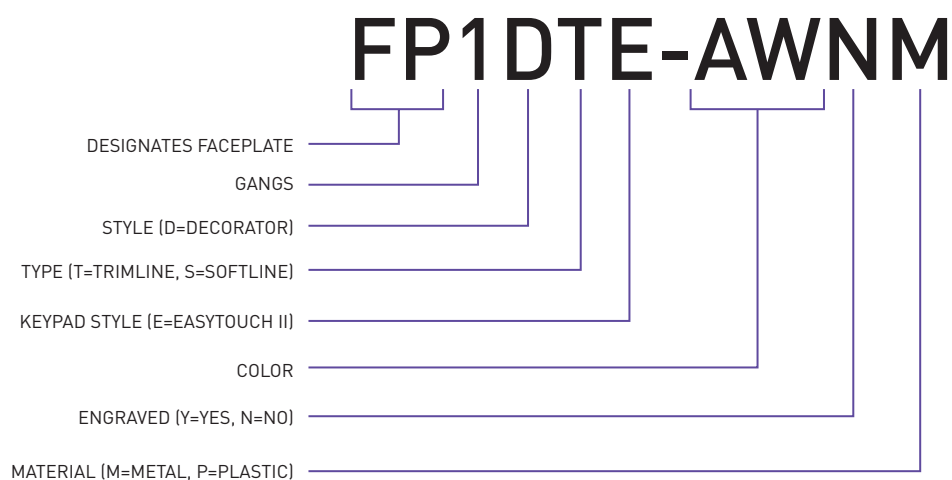 FP1DTE-AWNM
DESIGNATES FACEPLATE
GANGS
STYLE (D=DECORATOR)
TYPE (T=TRIMLINE, S=SOFTLINE)
KEYPAD STYLE (E=EASYTOUCH II)
COLOR
ENGRAVED (Y=YES, N=NO)
MATERIAL (M=METAL, P=PLASTIC)